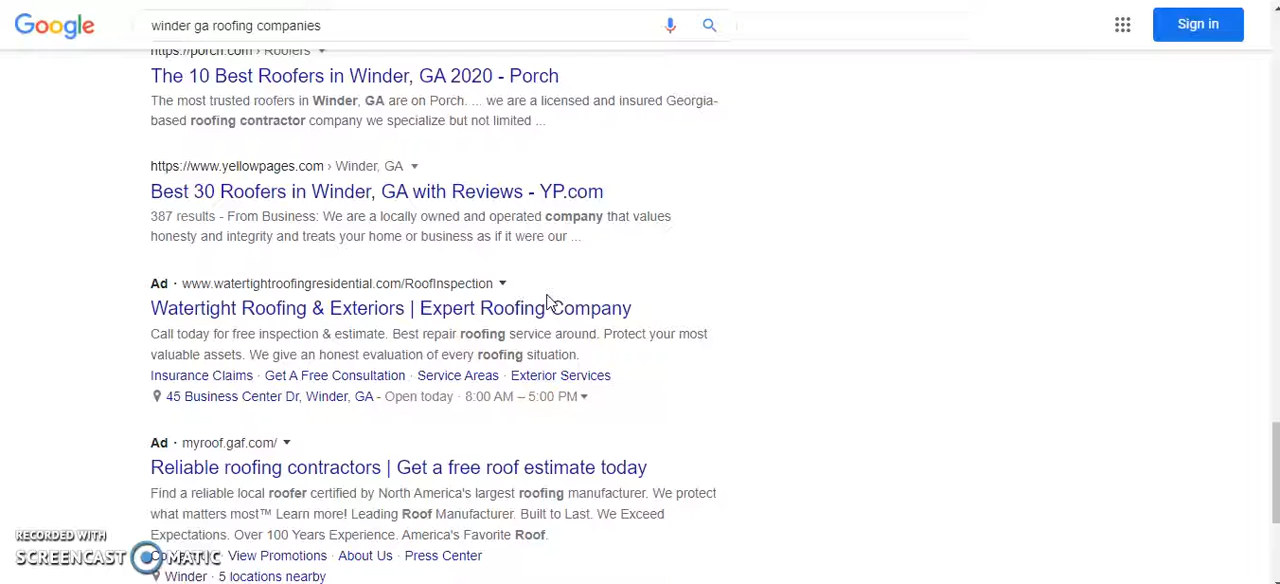 Google
winder ga roofing companies
Sign in
https://porch.com › Roofers
The 10 Best Roofers in Winder, GA 2020 - Porch
The most trusted roofers in Winder, GA are on Porch. ... we are a licensed and insured Georgia-
based roofing contractor company we specialize but not limited ...
https://www.yellowpages.com › Winder, GA
Best 30 Roofers in Winder, GA with Reviews - YP.com
387 results - From Business: We are a locally owned and operated company that values
honesty and integrity and treats your home or business as if it were our ...
Ad · www.watertightroofingresidential.com/RoofInspection
Watertight Roofing & Exteriors | Expert Roofing Company
Call today for free inspection & estimate. Best repair roofing service around. Protect your most
valuable assets. We give an honest evaluation of every roofing situation.
Insurance Claims · Get A Free Consultation · Service Areas · Exterior Services
45 Business Center Dr, Winder, GA - Open today · 8:00 AM – 5:00 PM
Ad · myroof.gaf.com/
Reliable roofing contractors | Get a free roof estimate today
Find a reliable local roofer certified by North America's largest roofing manufacturer. We protect
what matters most™ Learn more! Leading Roof Manufacturer. Built to Last. We Exceed
Expectations. Over 100 Years Experience. America's Favorite Roof.
View Promotions · About Us · Press Center
Winder · 5 locations nearby
RECORDED WITH
SCREENCAST MATIC